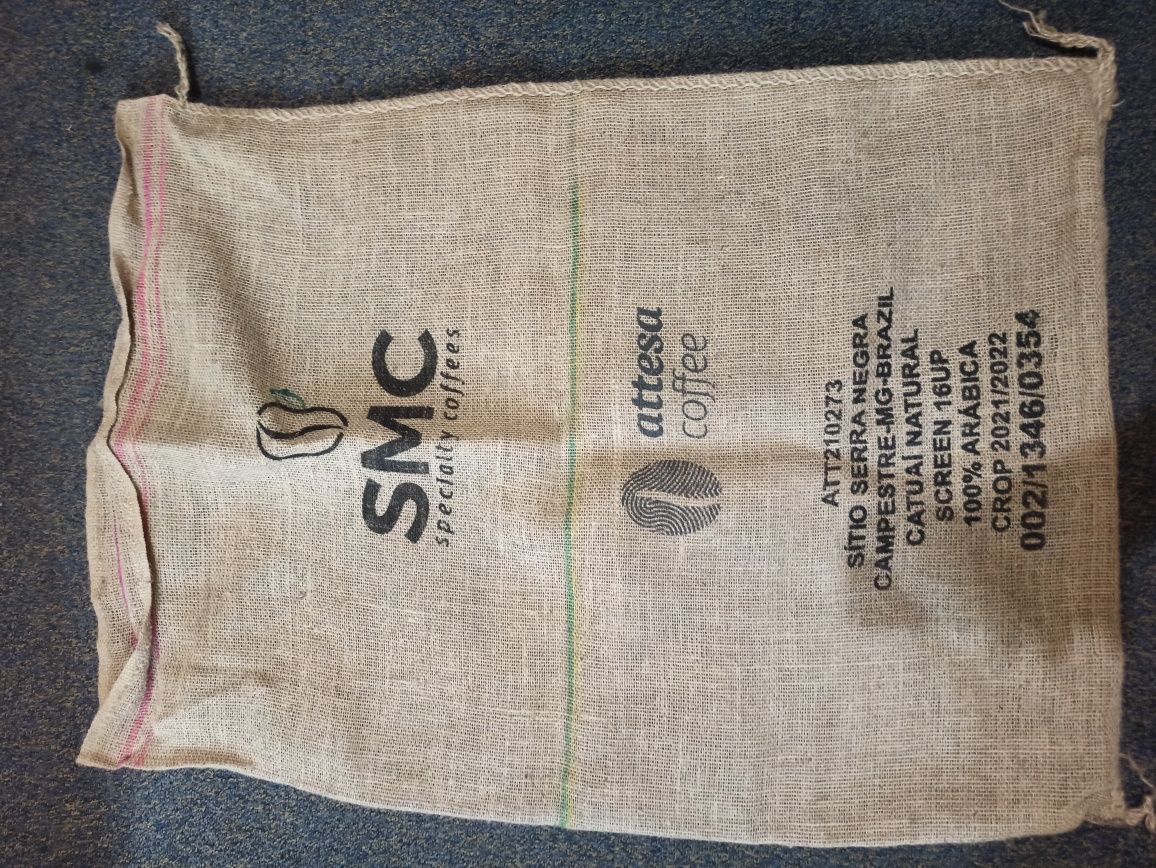 SMC
specialty coffees
attesa
coffee
ATT210273
SÍTIO SERRA NEGRA
CAMPESTRE-MG-BRAZIL
CATUAÍ NATURAL
SCREEN 16UP
100% ARÁBICA
CROP 2021/2022
002/1346/0354